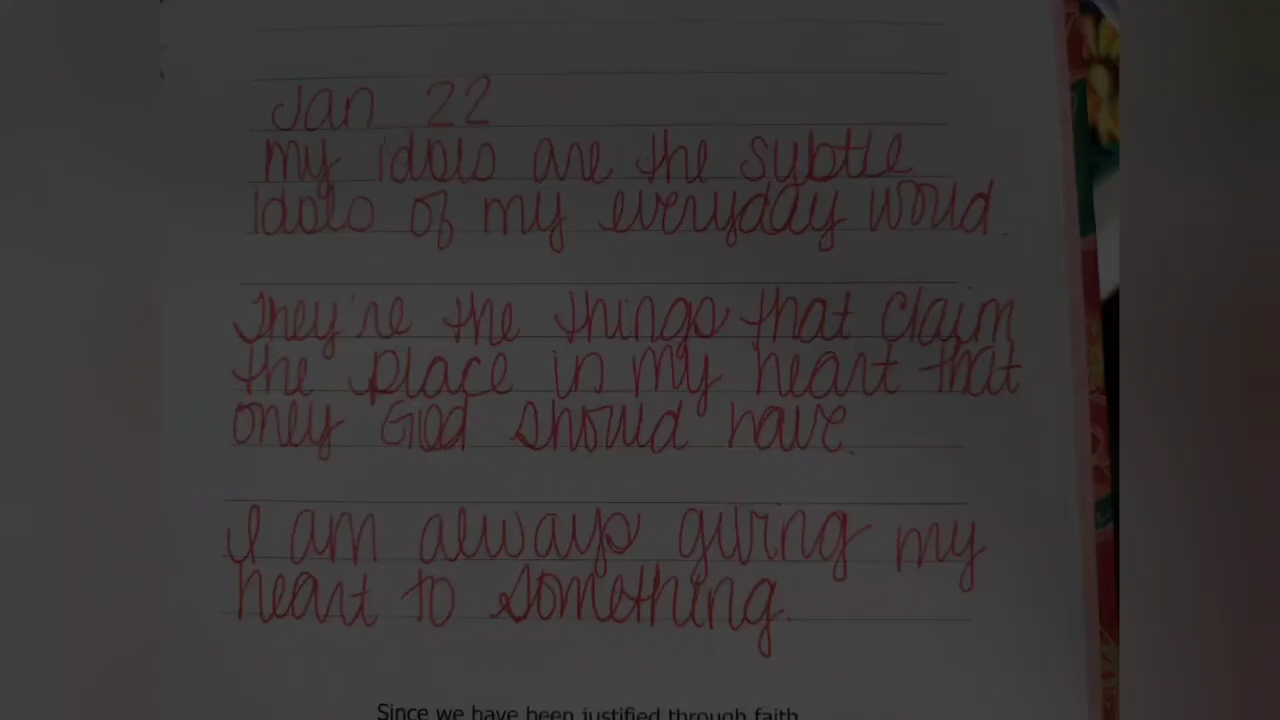 Jan 22
my idols are the subtle
idols of my everyday world.
They're the things that claim
the place in my heart that
only God should have.
I am always giving my
heart to something.
Since we have been justified through faith